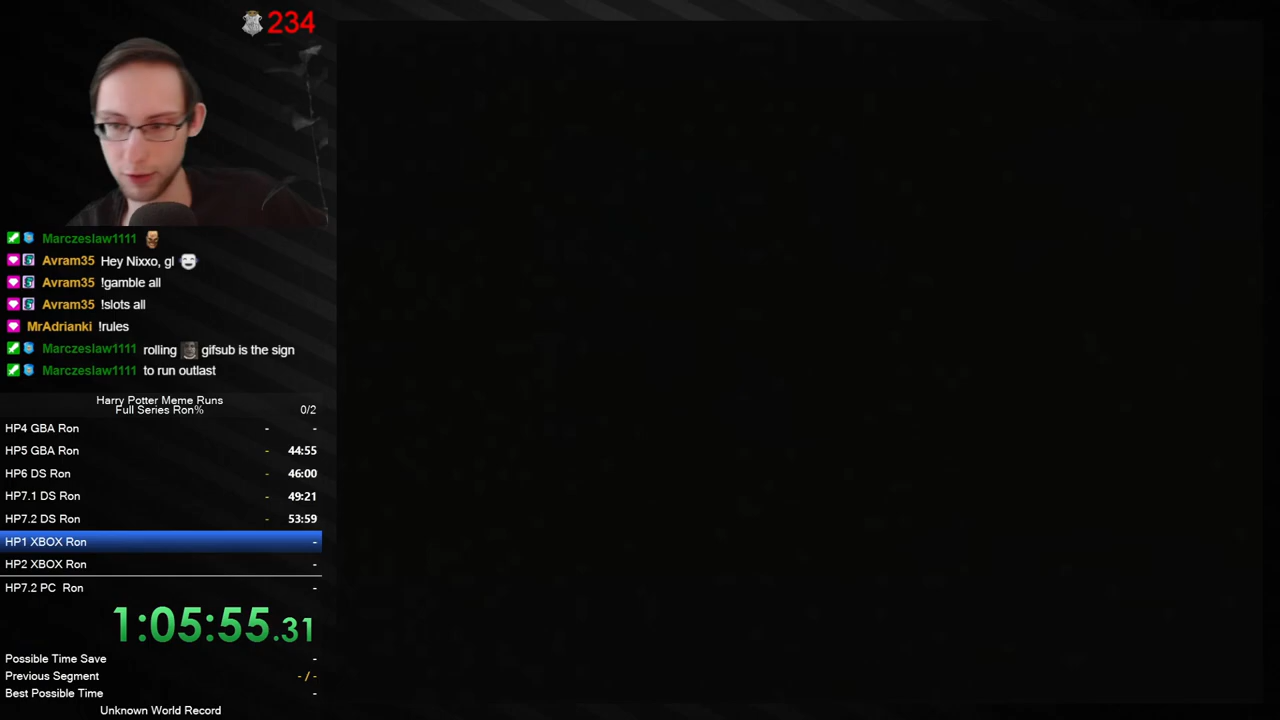 234
Marczeslaw1111
Avram35 Hey Nixxo, gl
Avram35 !gamble all
Avram35 !slots all
MrAdrianki !rules
Marczeslaw1111 rolling gifsub is the sign
Marczeslaw1111 to run outlast
Harry Potter Meme Runs
Full Series Ron% 0/2
HP4 GBA Ron - -
HP5 GBA Ron - 44:55
HP6 DS Ron - 46:00
HP7.1 DS Ron - 49:21
HP7.2 DS Ron - 53:59
HP1 XBOX Ron -
HP2 XBOX Ron -
HP7.2 PC Ron -
1:05:55.31
Possible Time Save -
Previous Segment - / -
Best Possible Time -
Unknown World Record